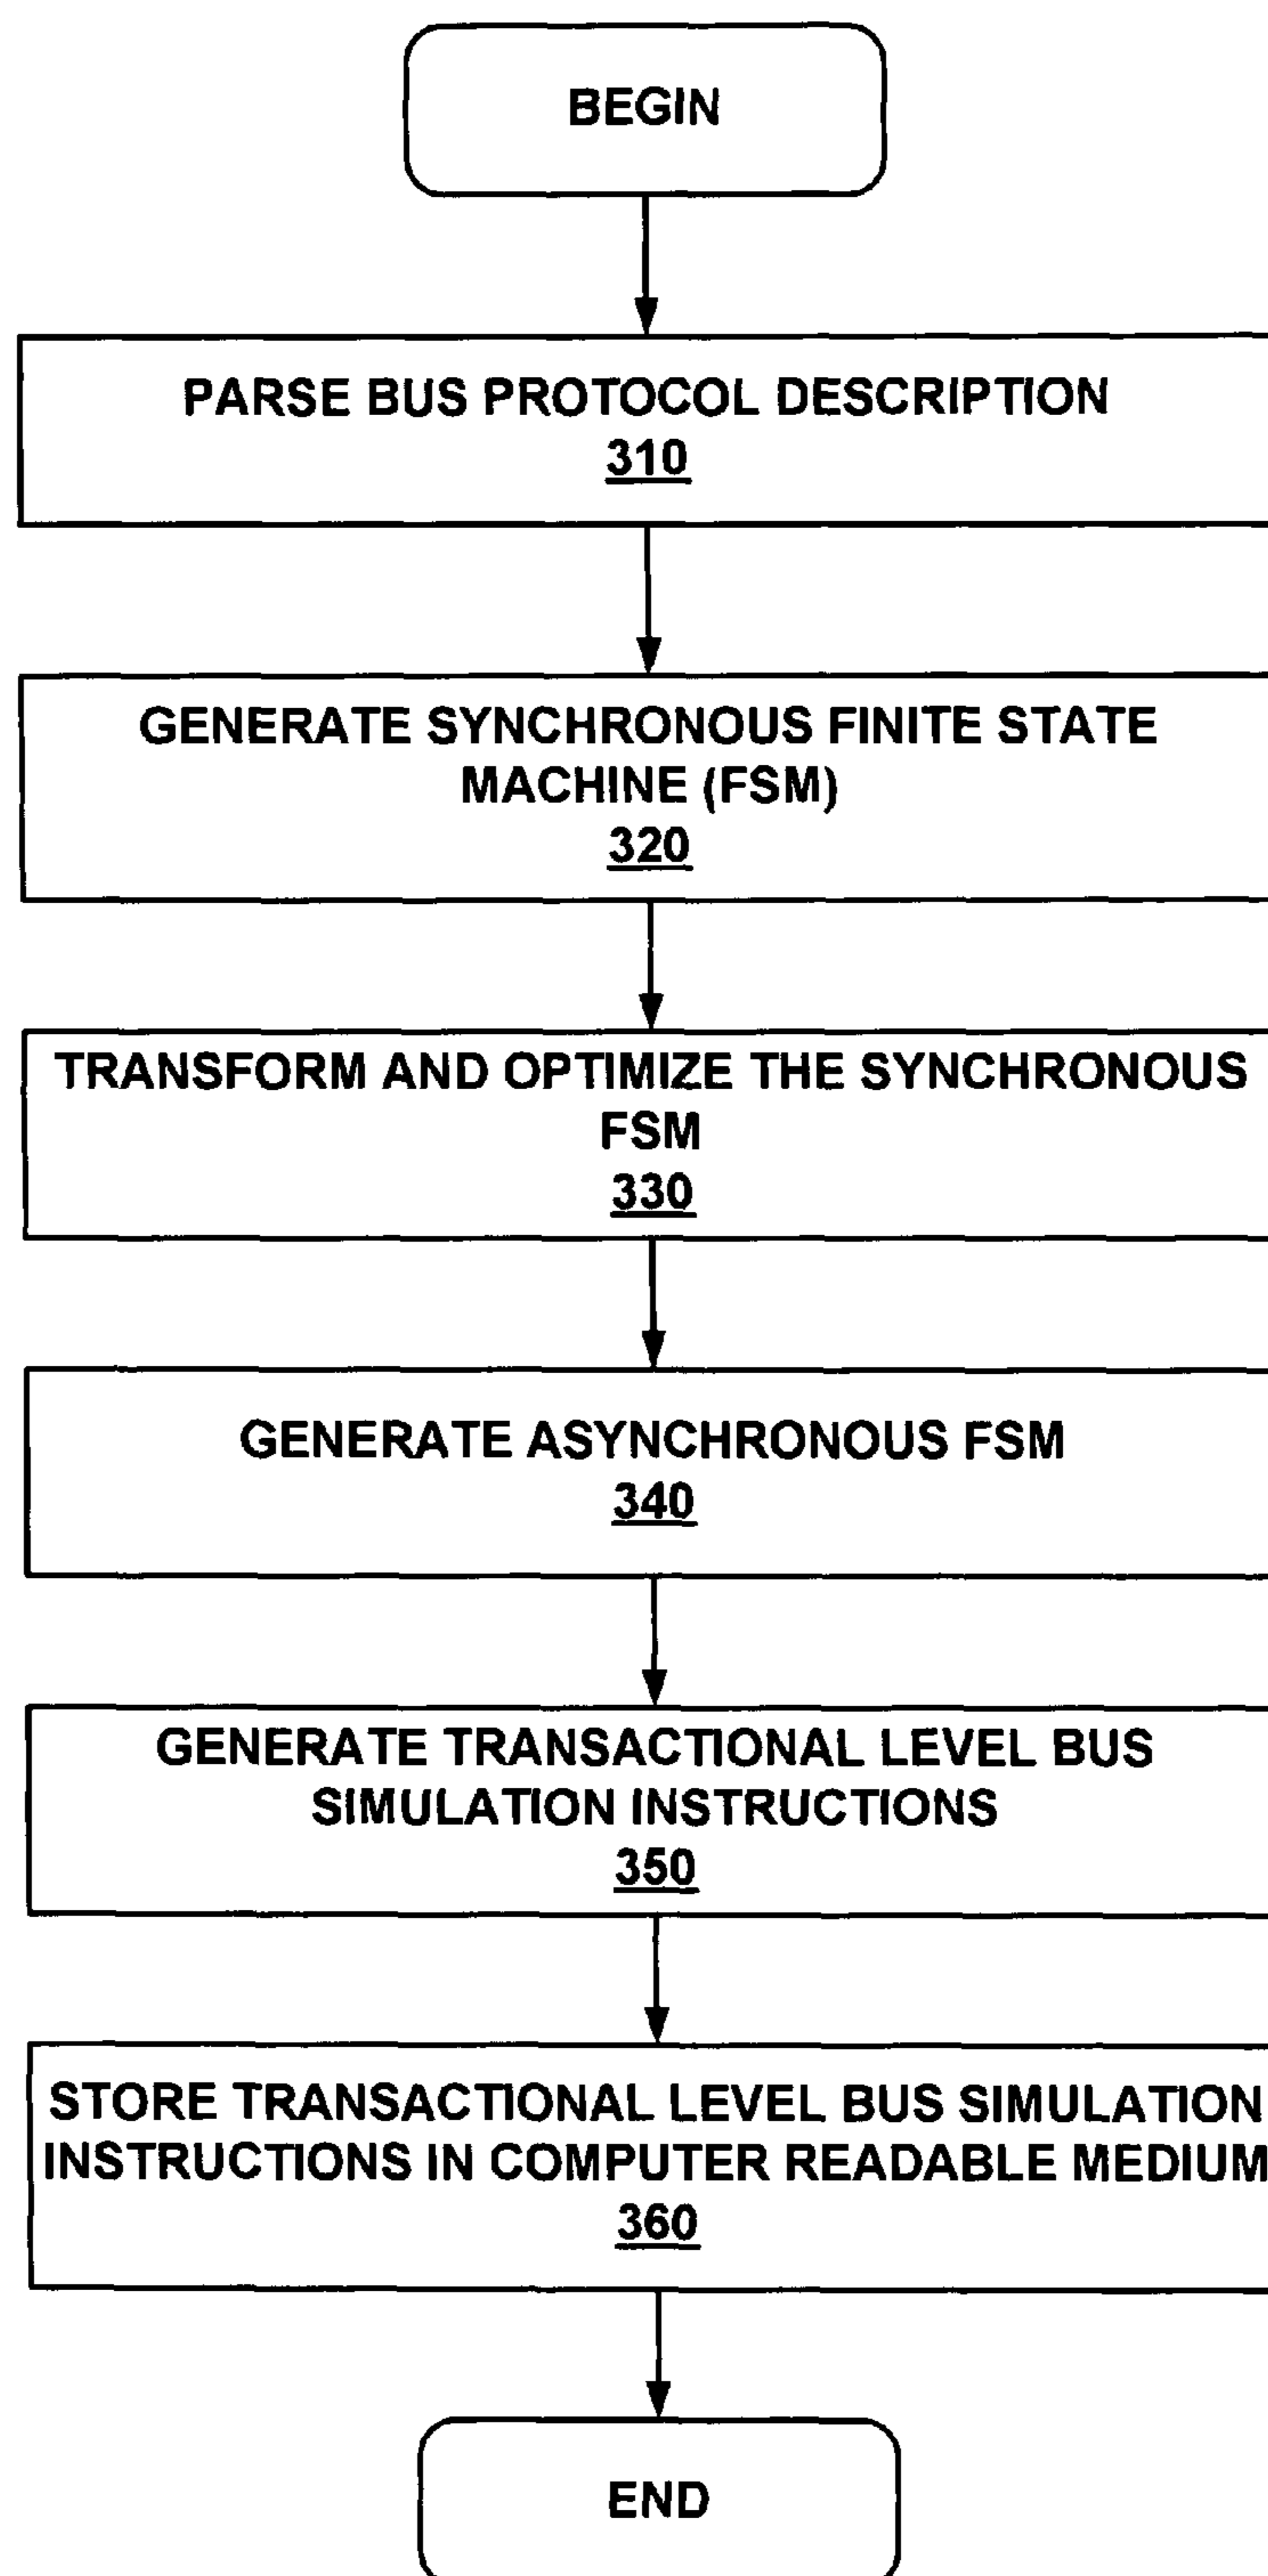 BEGIN
PARSE BUS PROTOCOL DESCRIPTION
310
GENERATE SYNCHRONOUS FINITE STATE
MACHINE (FSM)
320
TRANSFORM AND OPTIMIZE THE SYNCHRONOUS
FSM
330
GENERATE ASYNCHRONOUS FSM
340
GENERATE TRANSACTIONAL LEVEL BUS
SIMULATION INSTRUCTIONS
350
STORE TRANSACTIONAL LEVEL BUS SIMULATION
INSTRUCTIONS IN COMPUTER READABLE MEDIUM
360
END